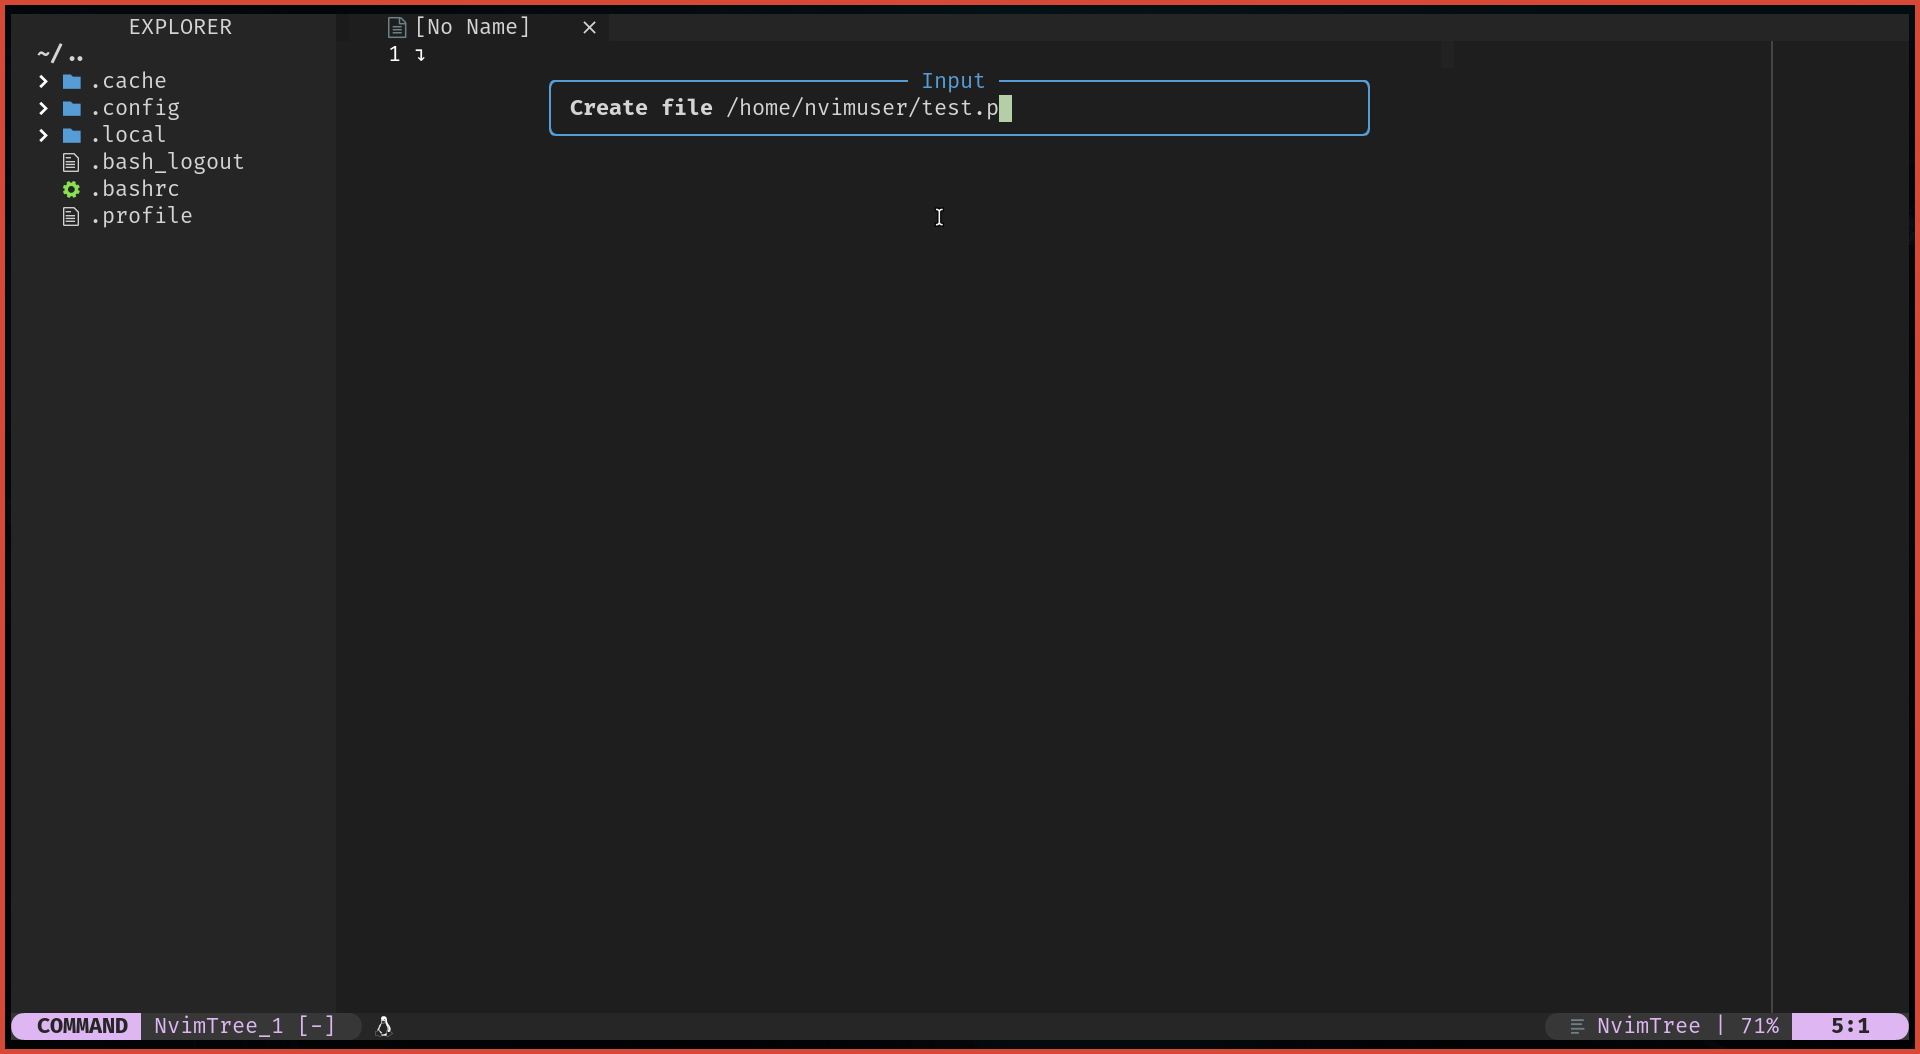 EXPLORER
[No Name] ×
~/..
1
.cache
.config
.local
.bash_logout
.bashrc
.profile
Input
Create file /home/nvimuser/test.p
COMMAND NvimTree_1 [-]
NvimTree | 71% 5:1